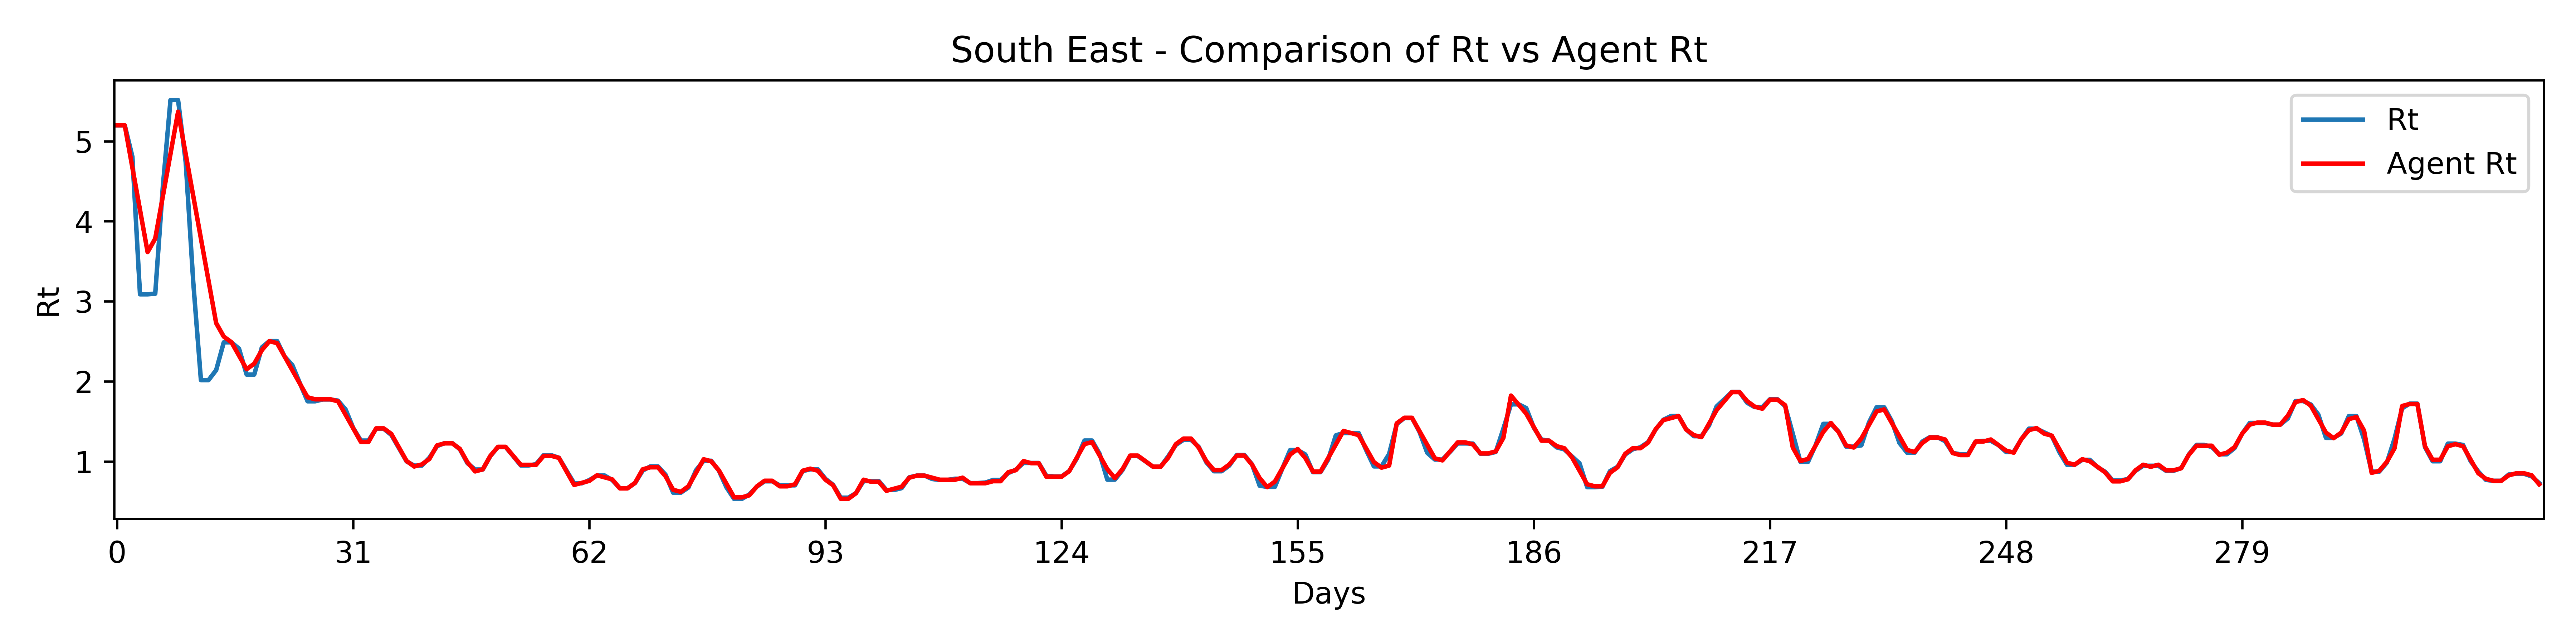 South East - Comparison of Rt vs Agent Rt
Rt
Agent Rt
5
4
3
2
1
Rt
0 31 62 93 124 155 186 217 248 279
Days